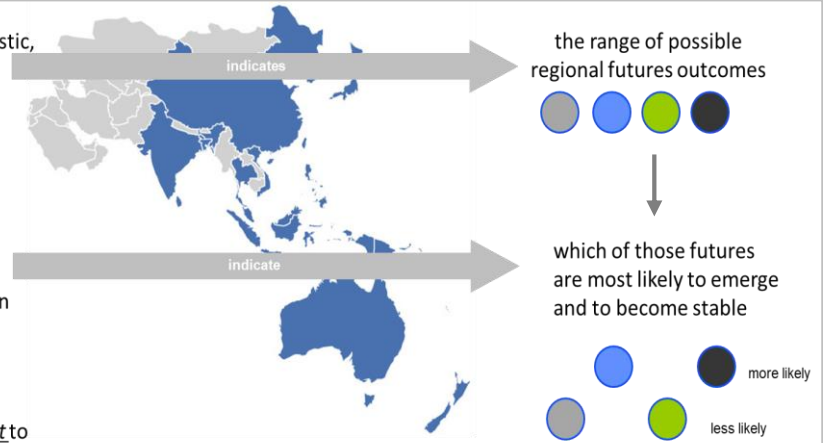 stic,
indicates
the range of possible
regional futures outcomes
indicate
which of those futures
are most likely to emerge
and to become stable
n
more likely
less likely
t to